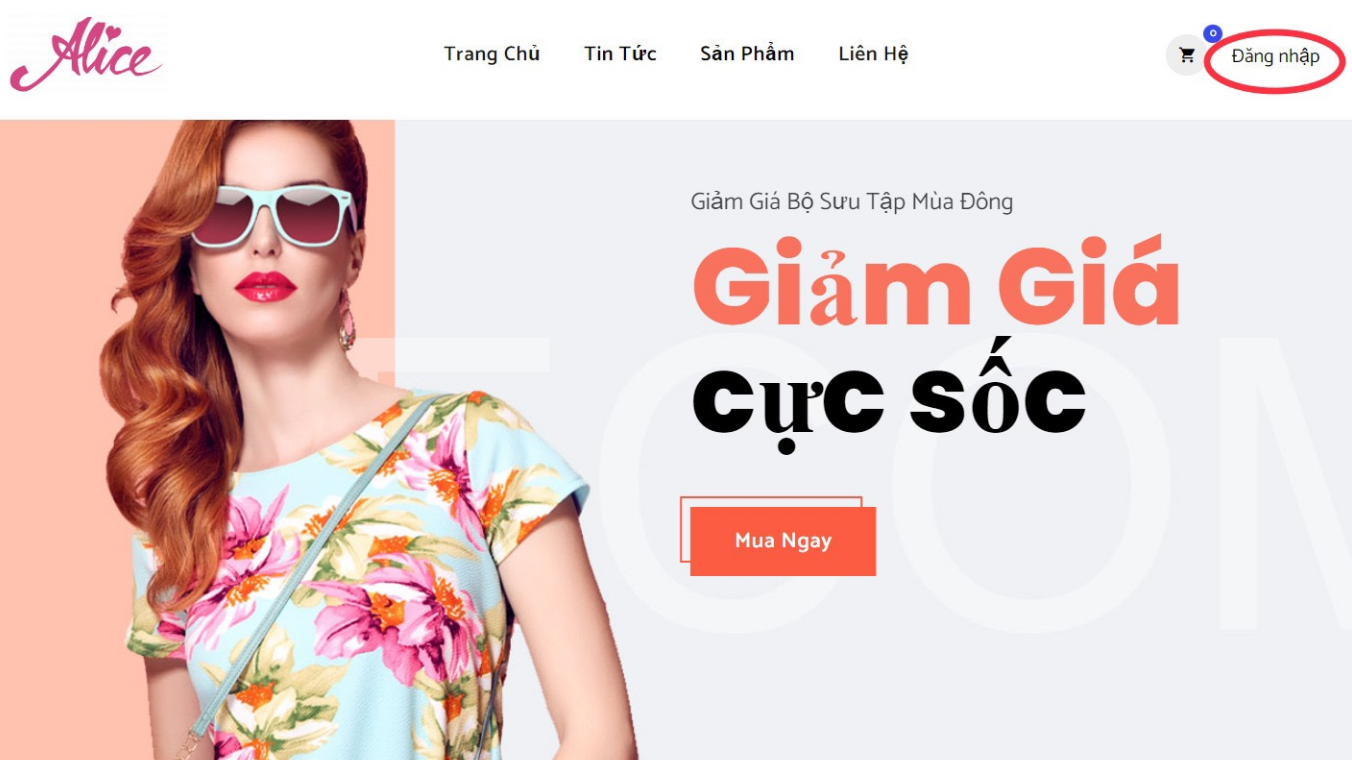 Alice
Trang Chủ Tin Tức Sản Phẩm Liên Hệ 0 Đăng nhập
Giảm Giá Bộ Sưu Tập Mùa Đông
Giảm Giá
cực sốc
Mua Ngay